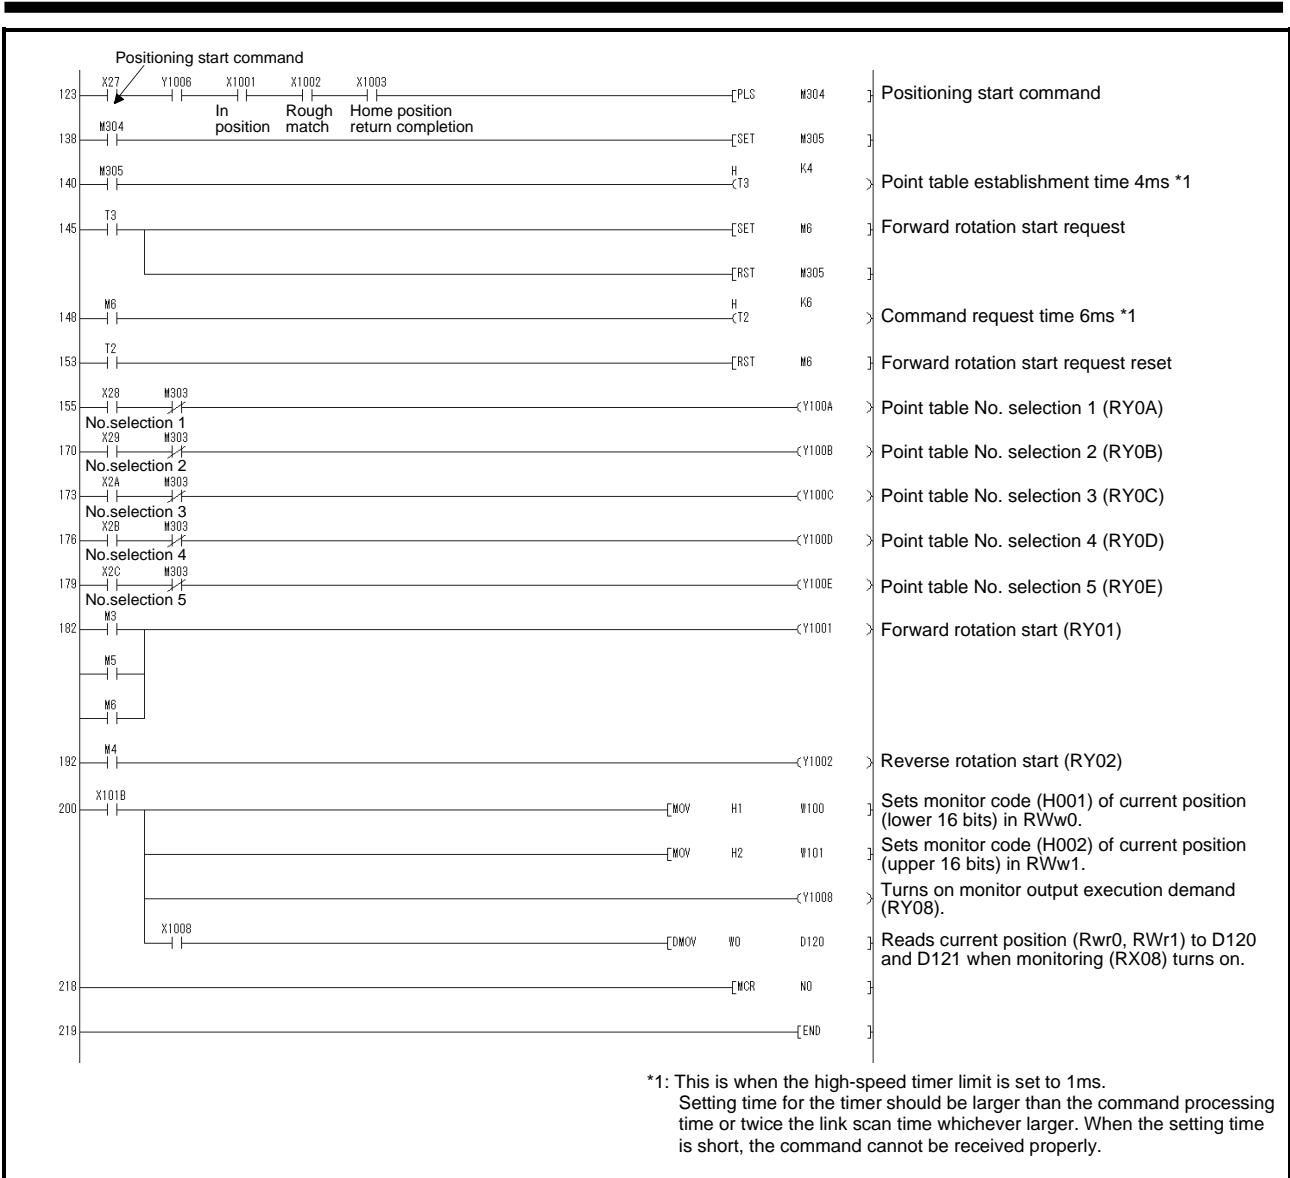 Positioning start command
X27 Y1006 X1001 X1002 X1003
123 [PLS M304 ] Positioning start command
In position Rough match Home position return completion
M304
138 [SET M305 ]
M305 H K4
140 (T3 ) Point table establishment time 4ms *1
T3
145 [SET M6 ] Forward rotation start request
[RST M305 ]
M6 H K6
148 (T2 ) Command request time 6ms *1
T2
153 [RST M6 ] Forward rotation start request reset
X28 M303
155 (Y100A ) Point table No. selection 1 (RY0A)
No.selection 1
X29 M303
170 (Y100B ) Point table No. selection 2 (RY0B)
No.selection 2
X2A M303
173 (Y100C ) Point table No. selection 3 (RY0C)
No.selection 3
X2B M303
176 (Y100D ) Point table No. selection 4 (RY0D)
No.selection 4
X2C M303
179 (Y100E ) Point table No. selection 5 (RY0E)
No.selection 5
M3
182 (Y1001 ) Forward rotation start (RY01)
M5
M6
M4
192 (Y1002 ) Reverse rotation start (RY02)
X101B
200 [MOV H1 W100 ] Sets monitor code (H001) of current position
(lower 16 bits) in RWw0.
[MOV H2 W101 ] Sets monitor code (H002) of current position
(upper 16 bits) in RWw1.
(Y1008 ) Turns on monitor output execution demand
(RY08).
X1008
[DMOV W0 D120 ] Reads current position (Rwr0, RWr1) to D120
and D121 when monitoring (RX08) turns on.
218 [MCR N0 ]
219 [END ]
*1: This is when the high-speed timer limit is set to 1ms.
Setting time for the timer should be larger than the command processing
time or twice the link scan time whichever larger. When the setting time
is short, the command cannot be received properly.